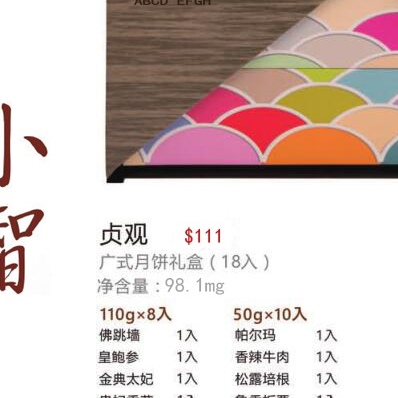 ABCD EFGH
小
智
贞观 $111
广式月饼礼盒（18入）
净含量：98.1mg
110g×8入 50g×10入
佛跳墙 1入 帕尔玛 1入
皇鲍参 1入 香辣牛肉 1入
金典太妃 1入 松露培根 1入